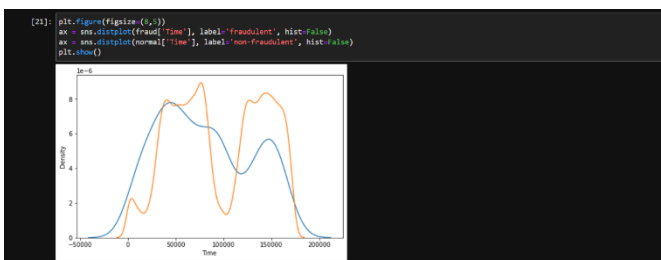 [21]: plt.figure(figsize=(8,5))
ax = sns.distplot(fraud['Time'], label='fraudulent', hist=False)
ax = sns.distplot(normal['Time'], label='non-fraudulent', hist=False)
plt.show()
1e-6
8
6
4
2
0
Density
-50000 0 50000 100000 150000 200000
Time